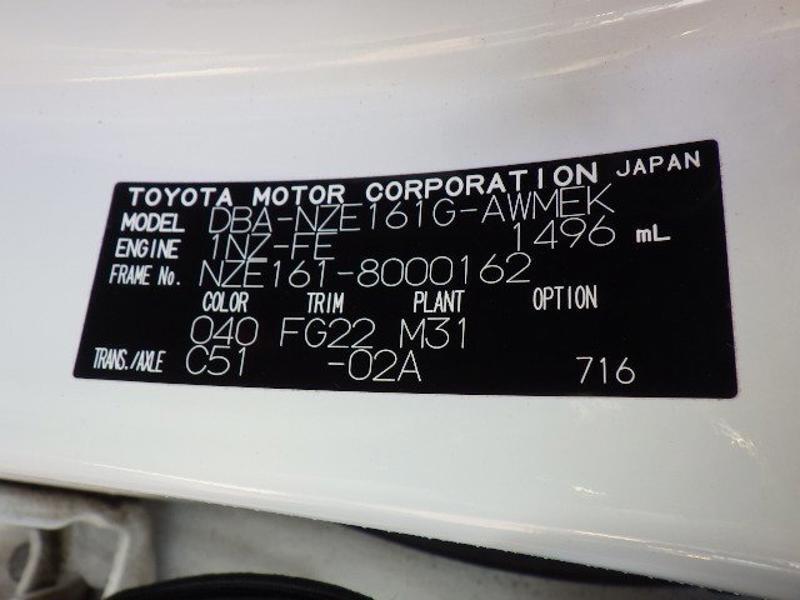 TOYOTA MOTOR CORPORATION JAPAN
MODEL DBA-NZE161G-AWMEK
ENGINE 1NZ-FE 1496 mL
FRAME No. NZE161-8000162
COLOR TRIM PLANT OPTION
040 FG22 M31
TRANS./AXLE C51 -02A 716